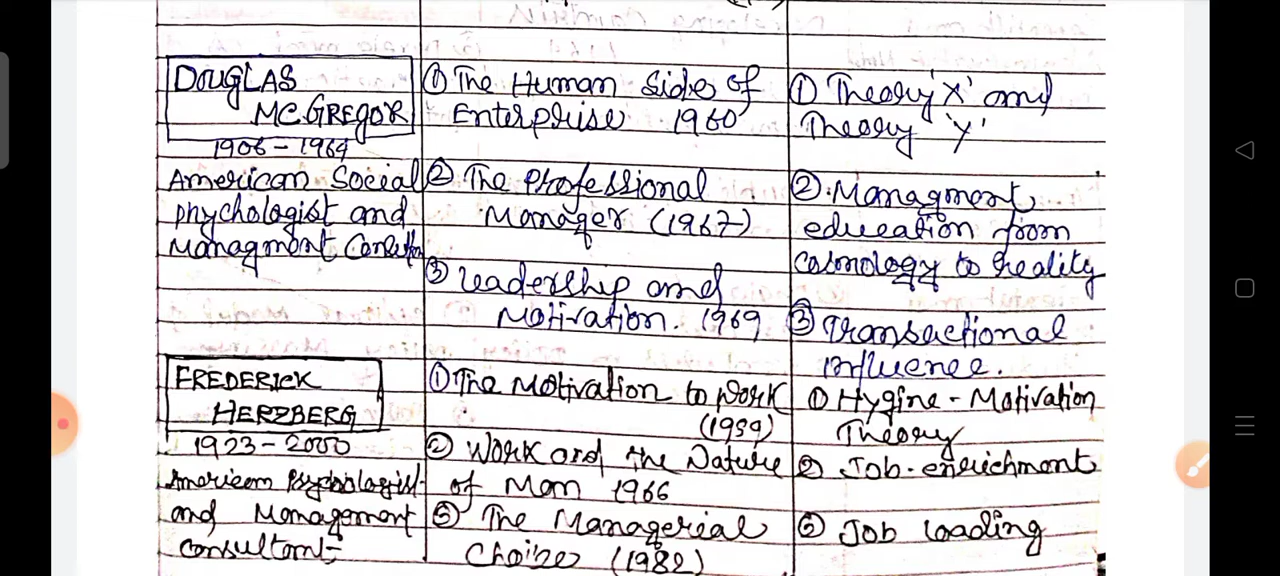 DOUGLAS
MC.GREGOR
1906 - 1964
American Social
phychologist and
Managment
① The Human Sides of
Enterprise 1960
② The Professional
Manager (1967)
③ Leadership and
Motivation. 1969
① Theory 'X' and
Theory 'Y'
② Managment
education from
cosmology to reality
③ Transactional
influence.
FREDERICK
HERZBERG
1923 - 2000
American Psychologist
and Management
consultant
① The Motivation to work
(1959)
② Work and the Nature
of Man 1966
③ The Managerial
Choize (1982)
① Hygine - Motivation
Theory
② Job-enrichment
③ Job Loading